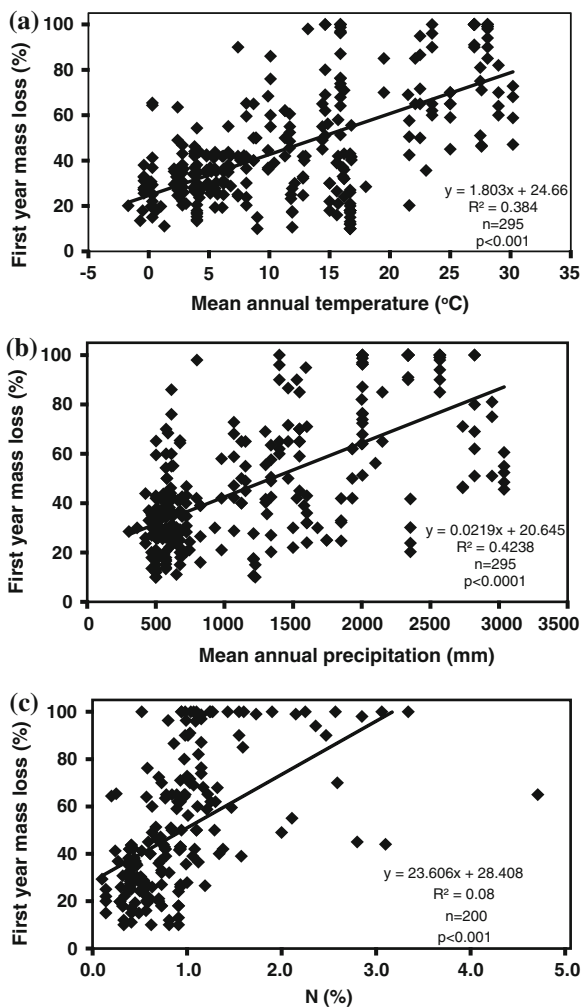 (a)
First year mass loss (%)
100
80
60
40
20
0
y = 1.803x + 24.66
R² = 0.384
n=295
p<0.001
-5 0 5 10 15 20 25 30 35
Mean annual temperature (ºC)
(b)
First year mass loss (%)
100
80
60
40
20
0
y = 0.0219x + 20.645
R² = 0.4238
n=295
p<0.0001
0 500 1000 1500 2000 2500 3000 3500
Mean annual precipitation (mm)
(c)
First year mass loss (%)
100
80
60
40
20
0
y = 23.606x + 28.408
R² = 0.08
n=200
p<0.001
0.0 1.0 2.0 3.0 4.0 5.0
N (%)